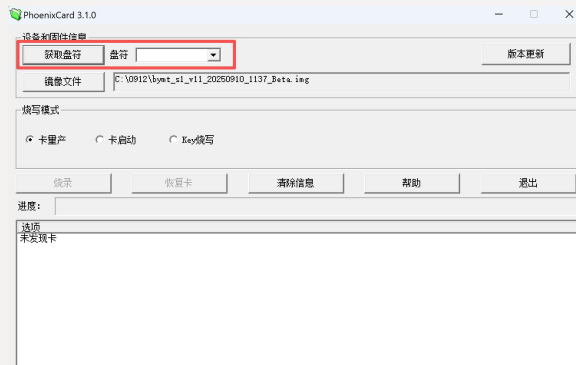 PhoenixCard 3.1.0
设备和固件信息
获取盘符 盘符 版本更新
镜像文件 C:\0912\bymt_s1_v11_20250910_1137_Beta.img
烧写模式
卡量产 卡启动 Key烧写
烧录 恢复卡 清除信息 帮助 退出
进度：
选项
未发现卡